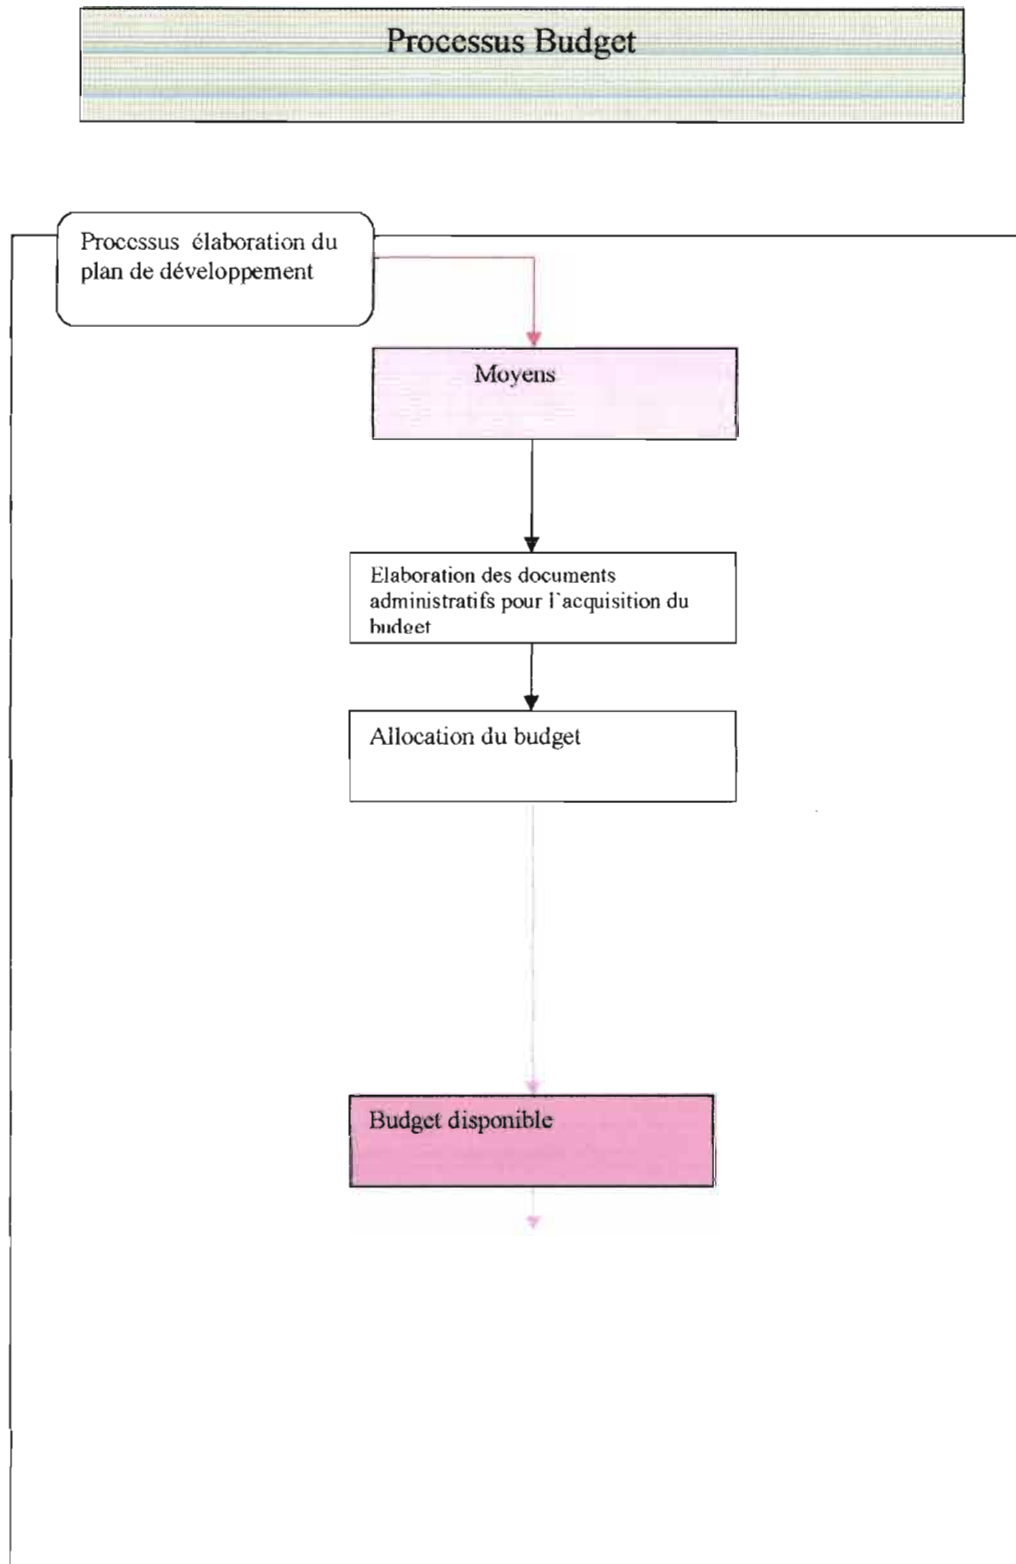 Processus Budget
Processus élaboration du
plan de développement
Moyens
Elaboration des documents
administratifs pour l'acquisition du
budget
Allocation du budget
Budget disponible